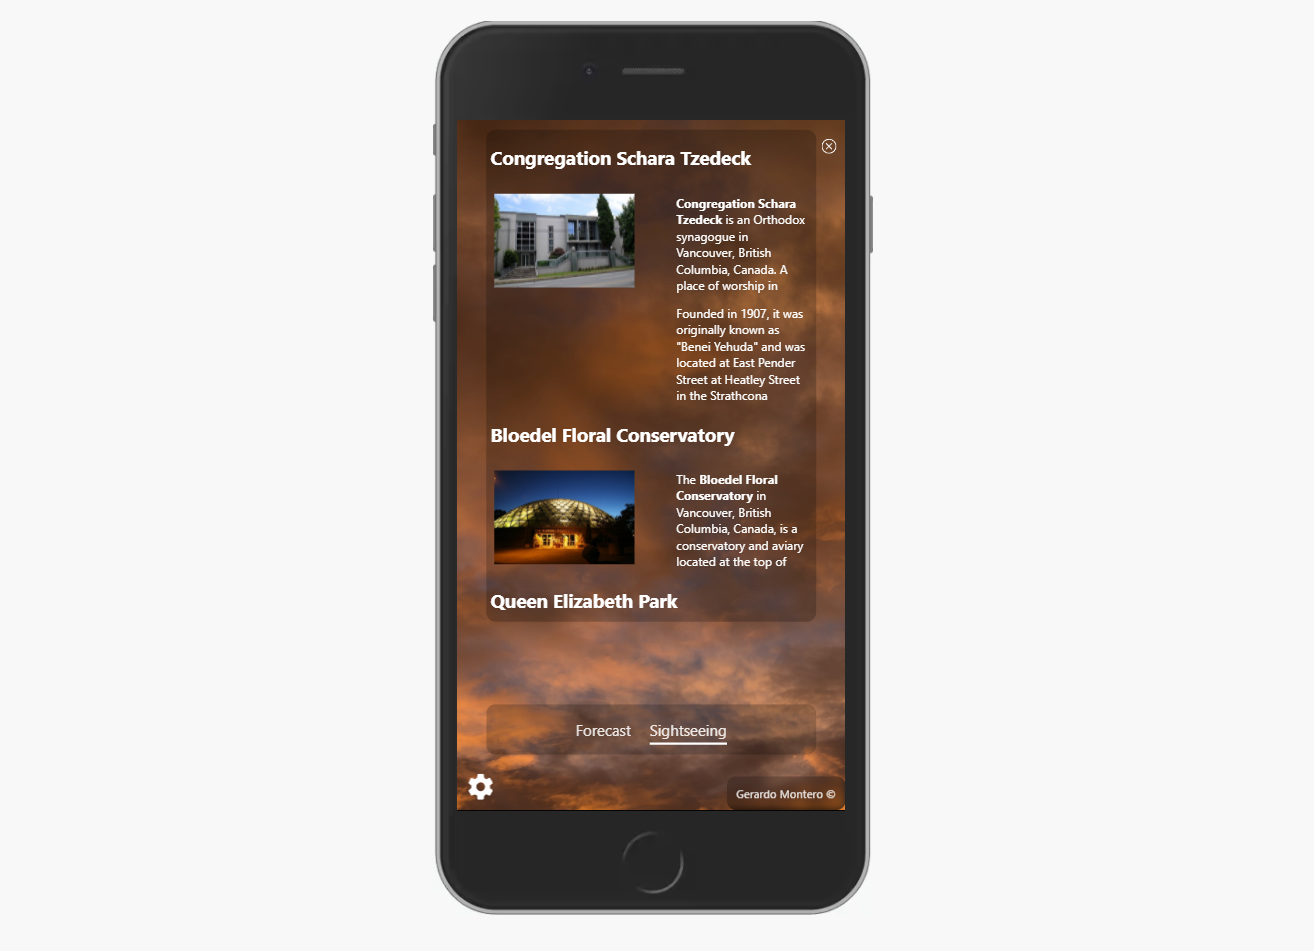 Congregation Schara Tzedeck
Congregation Schara
Tzedeck is an Orthodox
synagogue in
Vancouver, British
Columbia, Canada. A
place of worship in
Founded in 1907, it was
originally known as
"Benei Yehuda" and was
located at East Pender
Street at Heatley Street
in the Strathcona
Bloedel Floral Conservatory
The Bloedel Floral
Conservatory in
Vancouver, British
Columbia, Canada, is a
conservatory and aviary
located at the top of
Queen Elizabeth Park
Forecast Sightseeing
Gerardo Montero ©